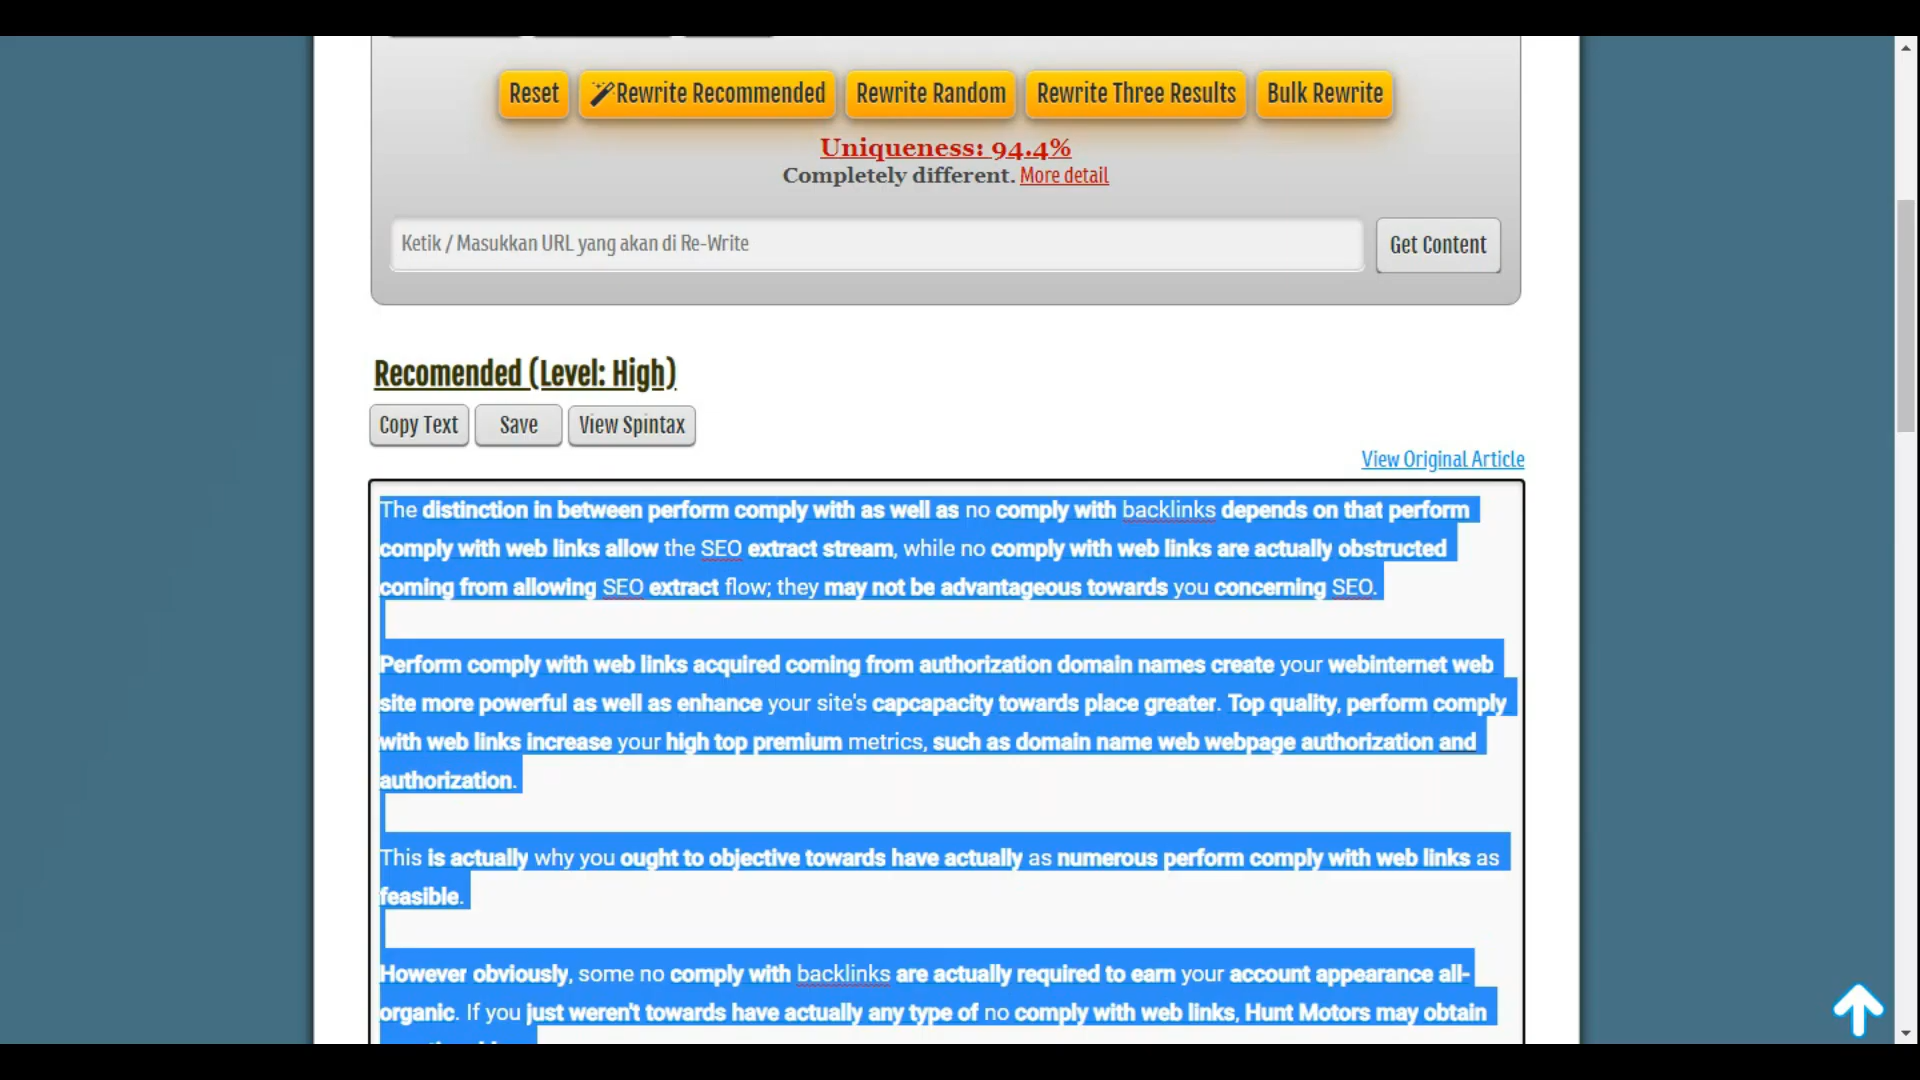 Reset
Rewrite Recommended
Rewrite Random
Rewrite Three Results
Bulk Rewrite
Uniqueness: 94.4%
Completely different. More detail
Ketik / Masukkan URL yang akan di Re-Write
Get Content
Recomended (Level: High)
Copy Text
Save
View Spintax
View Original Article
The distinction in between perform comply with as well as no comply with backlinks depends on that perform
comply with web links allow the SEO extract stream, while no comply with web links are actually obstructed
coming from allowing SEO extract flow; they may not be advantageous towards you concerning SEO.
Perform comply with web links acquired coming from authorization domain names create your webinternet web
site more powerful as well as enhance your site's capcapacity towards place greater. Top quality, perform comply
with web links increase your high top premium metrics, such as domain name web webpage authorization and
authorization.
This is actually why you ought to objective towards have actually as numerous perform comply with web links as
feasible.
However obviously, some no comply with backlinks are actually required to earn your account appearance all-
organic. If you just weren't towards have actually any type of no comply with web links, Hunt Motors may obtain